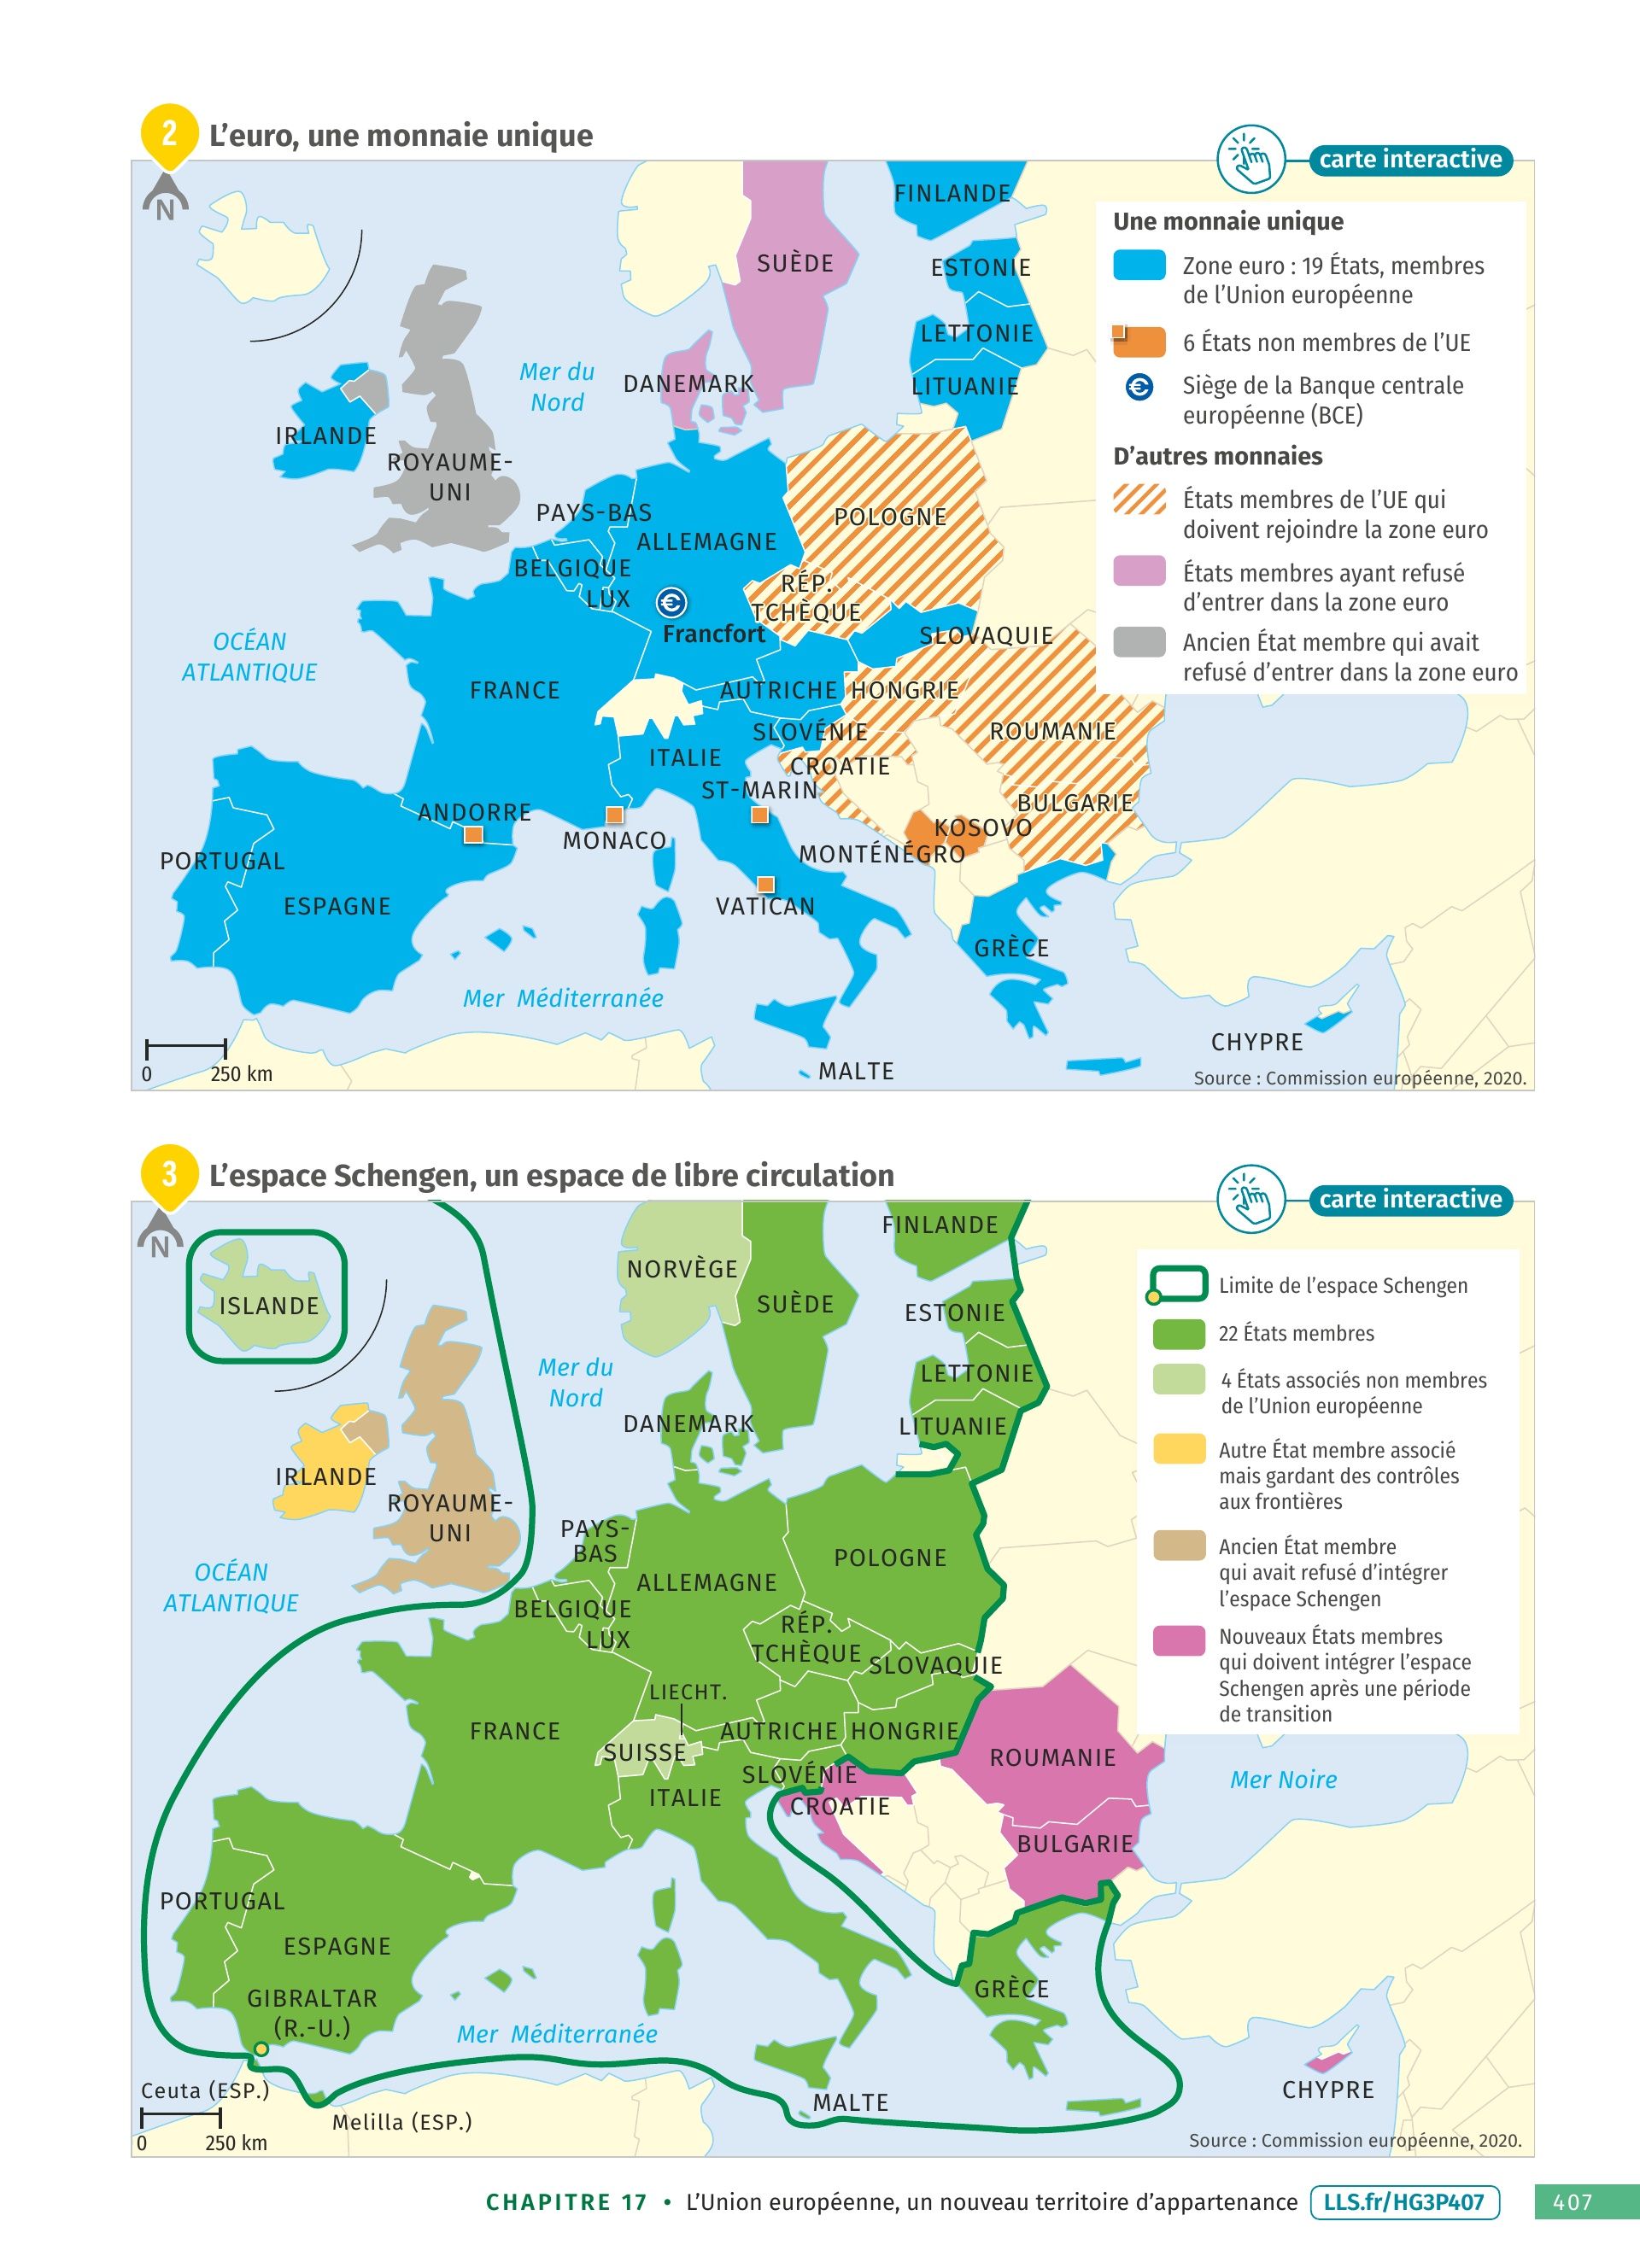 2
L'euro, une monnaie unique
carte interactive
N
FINLANDE
SUÈDE
ESTONIE
LETTONIE
LITUANIE
Mer du
Nord
DANEMARK
IRLANDE
ROYAUME-
UNI
PAYS-BAS
ALLEMAGNE
POLOGNE
BELGIQUE
LUX
RÉP.
TCHÈQUE
Francfort
SLOVAQUIE
OCÉAN
ATLANTIQUE
FRANCE
AUTRICHE
HONGRIE
SLOVÉNIE
ROUMANIE
ITALIE
CROATIE
ST-MARIN
ANDORRE
BULGARIE
MONACO
KOSOVO
MONTÉNÉGRO
PORTUGAL
ESPAGNE
VATICAN
GRÈCE
Mer Méditerranée
CHYPRE
MALTE
0
250 km
Une monnaie unique
Zone euro : 19 États, membres
de l'Union européenne
6 États non membres de l'UE
€
Siège de la Banque centrale
européenne (BCE)
D'autres monnaies
États membres de l'UE qui
doivent rejoindre la zone euro
États membres ayant refusé
d'entrer dans la zone euro
Ancien État membre qui avait
refusé d'entrer dans la zone euro
€
Source : Commission européenne, 2020.
3
L'espace Schengen, un espace de libre circulation
carte interactive
N
ISLANDE
NORVÈGE
FINLANDE
SUÈDE
ESTONIE
LETTONIE
LITUANIE
Mer du
Nord
DANEMARK
IRLANDE
ROYAUME-
UNI
PAYS-
BAS
ALLEMAGNE
POLOGNE
OCÉAN
ATLANTIQUE
BELGIQUE
LUX
RÉP.
TCHÈQUE
SLOVAQUIE
LIECHT.
FRANCE
SUISSE
AUTRICHE
HONGRIE
SLOVÉNIE
ROUMANIE
ITALIE
CROATIE
BULGARIE
Mer Noire
PORTUGAL
ESPAGNE
GIBRALTAR
(R.-U.)
GRÈCE
Mer Méditerranée
Ceuta (ESP.)
Melilla (ESP.)
MALTE
CHYPRE
0
250 km
Limite de l'espace Schengen
22 États membres
4 États associés non membres
de l'Union européenne
Autre État membre associé
mais gardant des contrôles
aux frontières
Ancien État membre
qui avait refusé d'intégrer
l'espace Schengen
Nouveaux États membres
qui doivent intégrer l'espace
Schengen après une période
de transition
Source : Commission européenne, 2020.
CHAPITRE 17 • L'Union européenne, un nouveau territoire d'appartenance LLS.fr/HG3P407 407